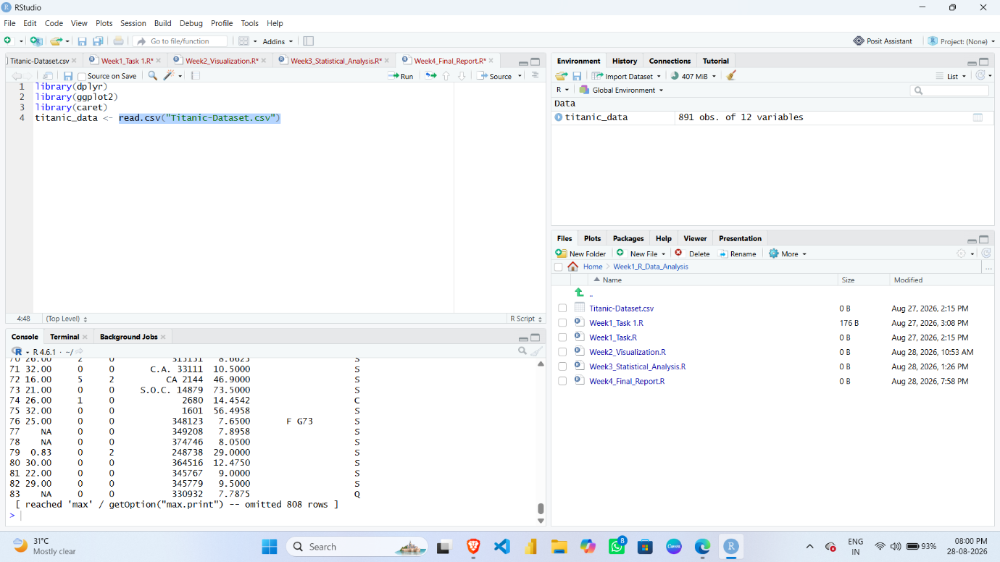 RStudio
File Edit Code View Plots Session Build Debug Profile Tools Help
Go to file/function Addins Posit Assistant Project: (None)
Titanic-Dataset.csv Week1_Task 1.R* Week2_Visualization.R* Week3_Statistical_Analysis.R* Week4_Final_Report.R*
Source on Save Run Source
1 library(dplyr)
2 library(ggplot2)
3 library(caret)
4 titanic_data <- read.csv("Titanic-Dataset.csv")
4:48 (Top Level) R Script
Console Terminal Background Jobs
R 4.6.1 · ~/
70 26.00 2 0 315151 8.6625 S
71 32.00 0 0 C.A. 33111 10.5000 S
72 16.00 5 2 CA 2144 46.9000 S
73 21.00 0 0 S.O.C. 14879 73.5000 S
74 26.00 1 0 2680 14.4542 C
75 32.00 0 0 1601 56.4958 S
76 25.00 0 0 348123 7.6500 F G73 S
77 NA 0 0 349208 7.8958 S
78 NA 0 0 374746 8.0500 S
79 0.83 0 2 248738 29.0000 S
80 30.00 0 0 364516 12.4750 S
81 22.00 0 0 345767 9.0000 S
82 29.00 0 0 345779 9.5000 S
83 NA 0 0 330932 7.7875 Q
[ reached 'max' / getOption("max.print") -- omitted 808 rows ]
>
Environment History Connections Tutorial
Import Dataset 407 MiB List
R Global Environment
Data
titanic_data 891 obs. of 12 variables
Files Plots Packages Help Viewer Presentation
New Folder New File Delete Rename More
Home Week1_R_Data_Analysis ...
Name Size Modified
..
Titanic-Dataset.csv 0 B Aug 27, 2026, 2:15 PM
Week1_Task 1.R 176 B Aug 27, 2026, 3:08 PM
Week1_Task.R 0 B Aug 27, 2026, 2:15 PM
Week2_Visualization.R 0 B Aug 28, 2026, 10:53 AM
Week3_Statistical_Analysis.R 0 B Aug 28, 2026, 1:26 PM
Week4_Final_Report.R 0 B Aug 28, 2026, 7:58 PM
31°C
Mostly clear
Search
8
ENG
IN
93%
08:00 PM
28-08-2026